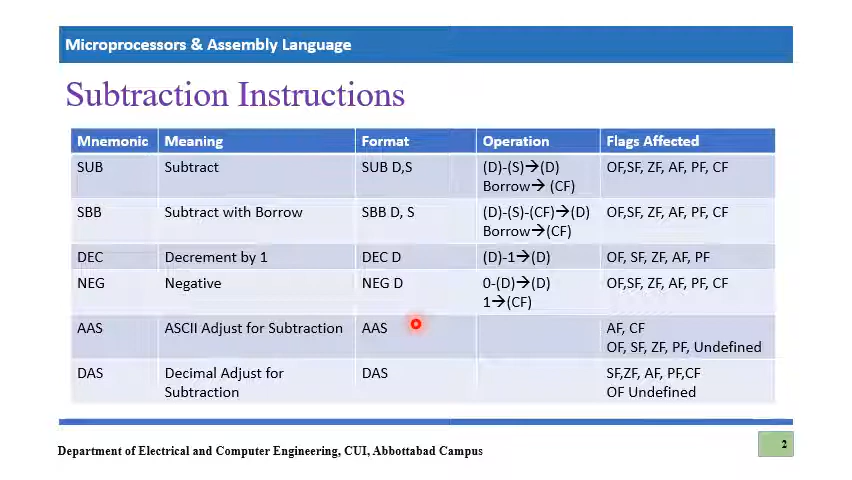 Microprocessors & Assembly Language
Subtraction Instructions
Mnemonic Meaning Format Operation Flags Affected
SUB Subtract SUB D,S (D)-(S)→(D) OF,SF, ZF, AF, PF, CF
Borrow→ (CF)
SBB Subtract with Borrow SBB D, S (D)-(S)-(CF)→(D) OF,SF, ZF, AF, PF, CF
Borrow→(CF)
DEC Decrement by 1 DEC D (D)-1→(D) OF, SF, ZF, AF, PF
NEG Negative NEG D 0-(D)→(D) OF,SF, ZF, AF, PF, CF
1→(CF)
AAS ASCII Adjust for Subtraction AAS AF, CF
OF, SF, ZF, PF, Undefined
DAS Decimal Adjust for DAS SF,ZF, AF, PF,CF
Subtraction OF Undefined
Department of Electrical and Computer Engineering, CUI, Abbottabad Campus
2